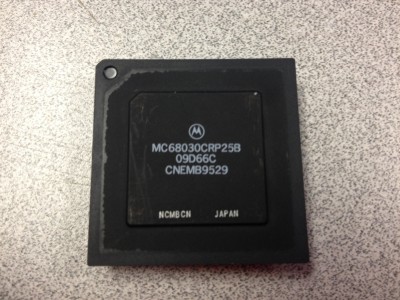 MC68030CRP25B
09D66C
CNEMB9529
NCMBCN JAPAN